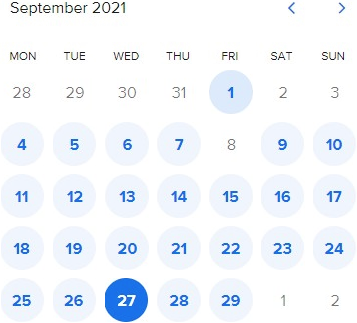 September 2021
MON TUE WED THU FRI SAT SUN
28 29 30 31 1 2 3
4 5 6 7 8 9 10
11 12 13 14 15 16 17
18 19 20 21 22 23 24
25 26 27 28 29 1 2